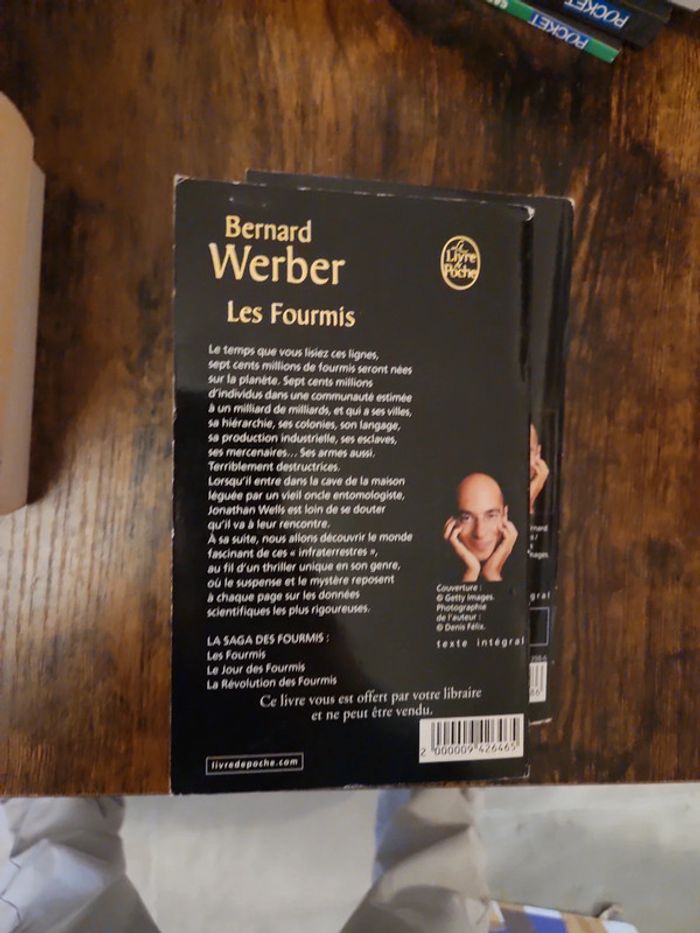 POCKET
POCKET
Bernard
Werber
Les Fourmis
Le
Livre
de
Poche
Le temps que vous lisiez ces lignes,
sept cents millions de fourmis seront nées
sur la planète. Sept cents millions
d'individus dans une communauté estimée
à un milliard de milliards, et qui a ses villes,
sa hiérarchie, ses colonies, son langage,
sa production industrielle, ses esclaves,
ses mercenaires... Ses armes aussi.
Terriblement destructrices.
Lorsqu'il entre dans la cave de la maison
léguée par un vieil oncle entomologiste,
Jonathan Wells est loin de se douter
qu'il va à leur rencontre.
À sa suite, nous allons découvrir le monde
fascinant de ces « infraterrestres »,
au fil d'un thriller unique en son genre,
où le suspense et le mystère reposent
à chaque page sur les données
scientifiques les plus rigoureuses.
Couverture :
© Getty Images.
Photographie
de l'auteur :
© Denis Félix.
texte intégral
LA SAGA DES FOURMIS :
Les Fourmis
Le Jour des Fourmis
La Révolution des Fourmis
Ce livre vous est offert par votre libraire
et ne peut être vendu.
2 000009 426465
livredepoche.com